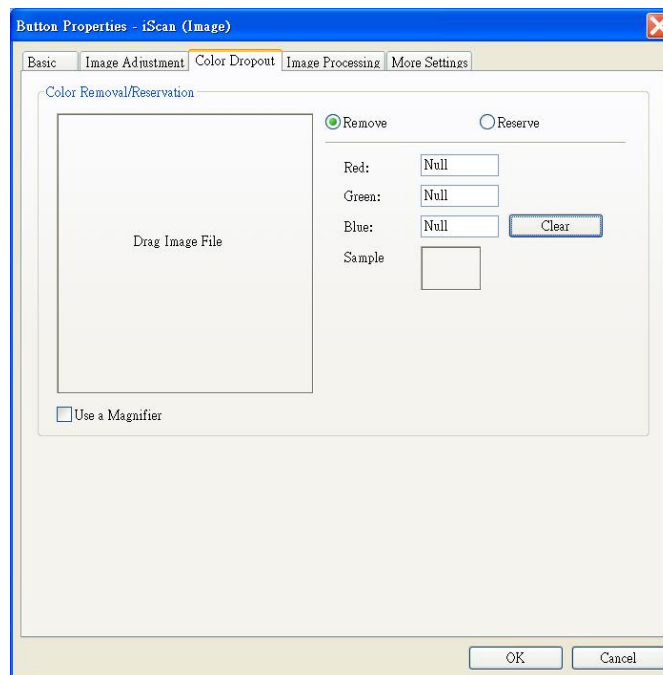 Button Properties - iScan (Image)
Basic Image Adjustment Color Dropout Image Processing More Settings
Color Removal/Reservation
Remove Reserve
Red: Null
Green: Null
Blue: Null Clear
Sample
Drag Image File
Use a Magnifier
OK Cancel